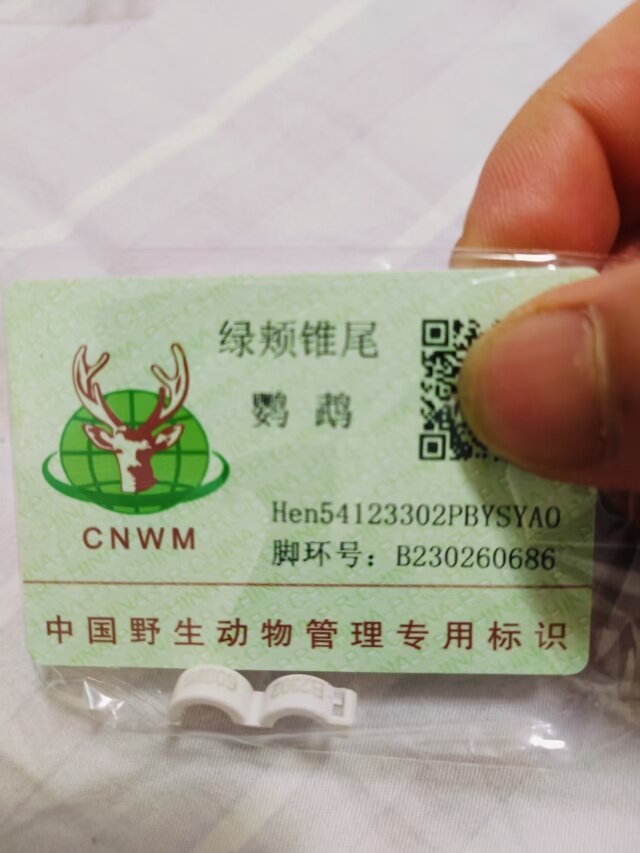 绿颊锥尾
鹦鹉
CNWM
Hen54123302PBYSYAO
脚环号：B230260686
中国野生动物管理专用标识